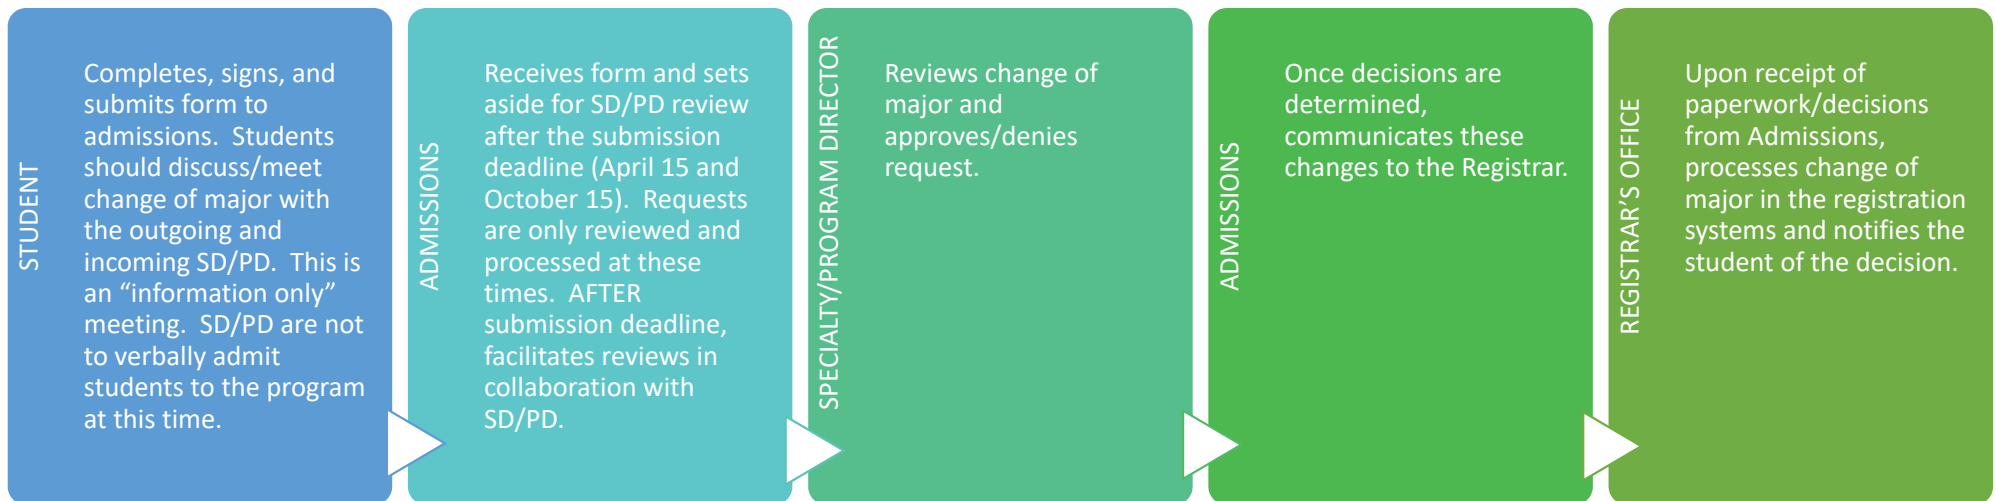 STUDENT
Completes, signs, and
submits form to
admissions.  Students
should discuss/meet
change of major with
the outgoing and
incoming SD/PD.  This is
an “information only”
meeting.  SD/PD are not
to verbally admit
students to the program
at this time.
ADMISSIONS
Receives form and sets
aside for SD/PD review
after the submission
deadline (April 15 and
October 15).  Requests
are only reviewed and
processed at these
times.  AFTER
submission deadline,
facilitates reviews in
collaboration with
SD/PD.
SPECIALTY/PROGRAM DIRECTOR
Reviews change of
major and
approves/denies
request.
ADMISSIONS
Once decisions are
determined,
communicates these
changes to the Registrar.
REGISTRAR’S OFFICE
Upon receipt of
paperwork/decisions
from Admissions,
processes change of
major in the registration
systems and notifies the
student of the decision.